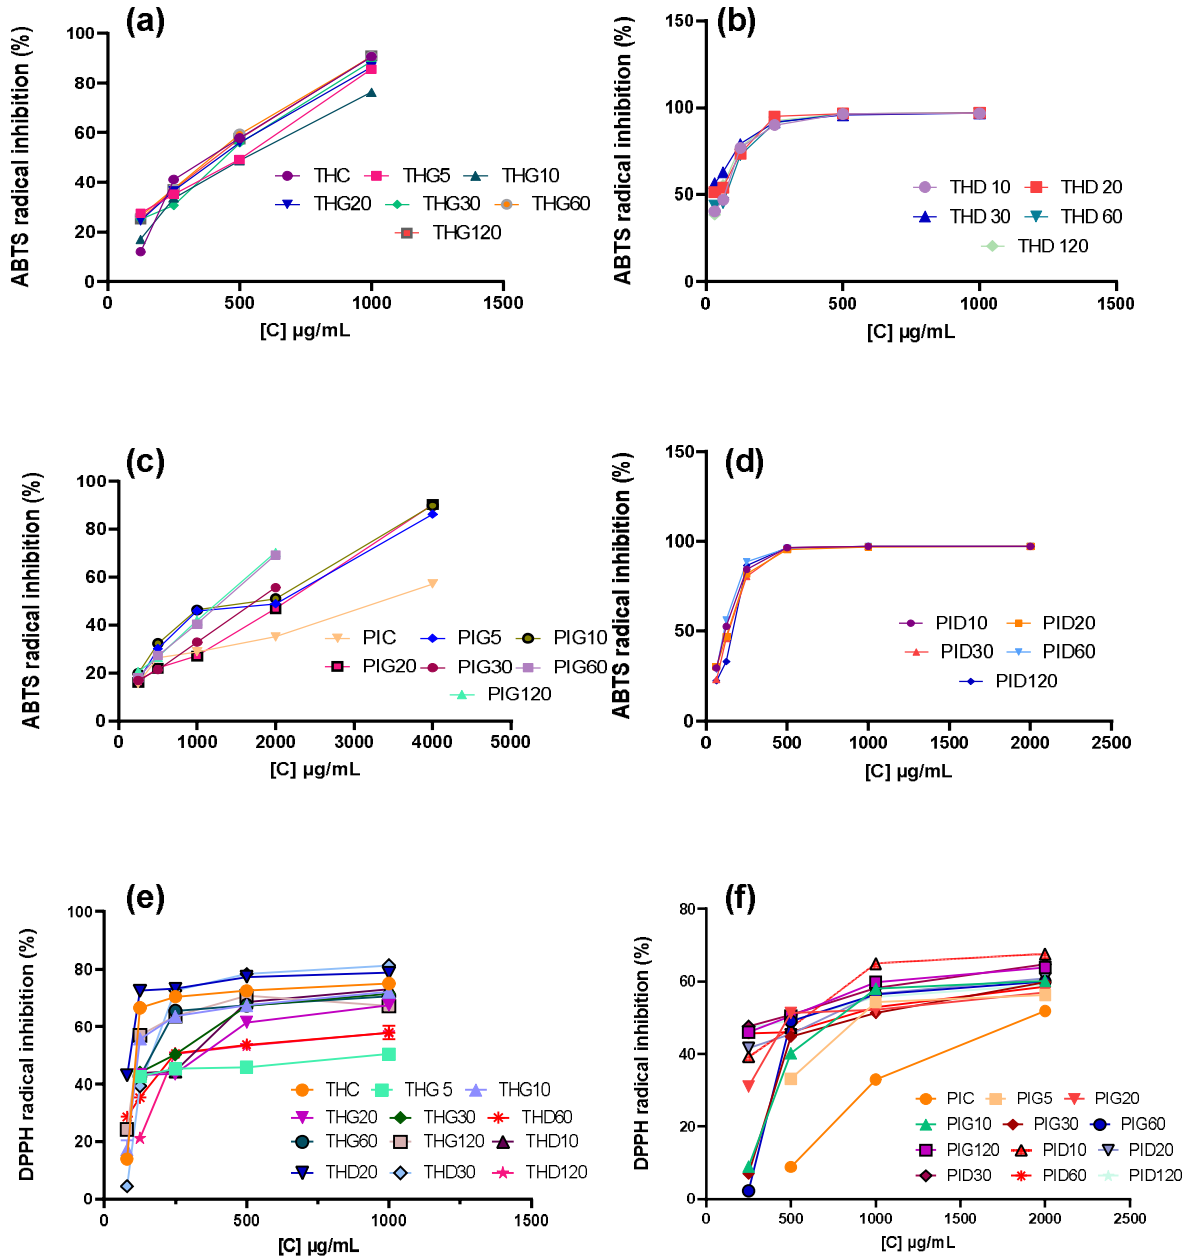 (a)
ABTS radical inhibition (%)
100
80
60
40
20
0
THC THG5 THG10
THG20 THG30 THG60
THG120
0 500 1000 1500
[C] µg/mL
(b)
ABTS radical inhibition (%)
150
100
50
0
THD 10 THD 20
THD 30 THD 60
THD 120
0 500 1000 1500
[C] µg/mL
(c)
ABTS radical inhibition (%)
100
80
60
40
20
0
PIC PIG5 PIG10
PIG20 PIG30 PIG60
PIG120
0 1000 2000 3000 4000 5000
[C] µg/mL
(d)
ABTS radical inhibition (%)
150
100
50
0
PID10 PID20
PID30 PID60
PID120
0 500 1000 1500 2000 2500
[C] µg/mL
(e)
DPPH radical inhibition (%)
100
80
60
40
20
0
THC THG 5 THG10
THG20 THG30 THD60
THG60 THG120 THD10
THD20 THD30 THD120
0 500 1000 1500
[C] µg/mL
(f)
DPPH radical inhibition (%)
80
60
40
20
0
PIC PIG5 PIG20
PIG10 PIG30 PIG60
PIG120 PID10 PID20
PID30 PID60 PID120
0 500 1000 1500 2000 2500
[C] µg/mL